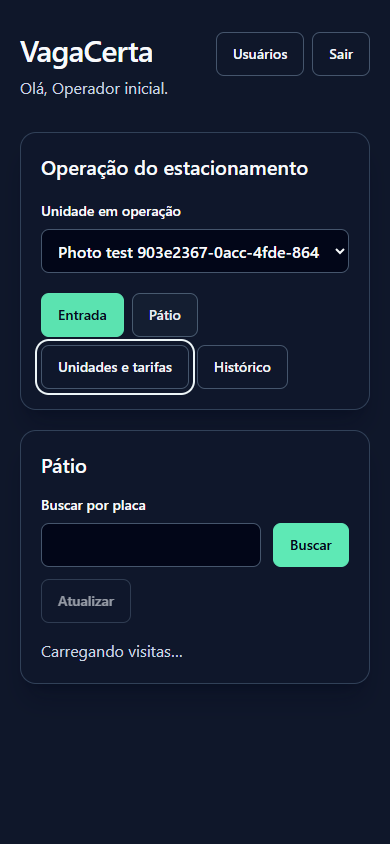 VagaCerta
Usuários
Sair
Olá, Operador inicial.
Operação do estacionamento
Unidade em operação
Photo test 903e2367-0acc-4fde-864
Entrada
Pátio
Unidades e tarifas
Histórico
Pátio
Buscar por placa
Buscar
Atualizar
Carregando visitas...